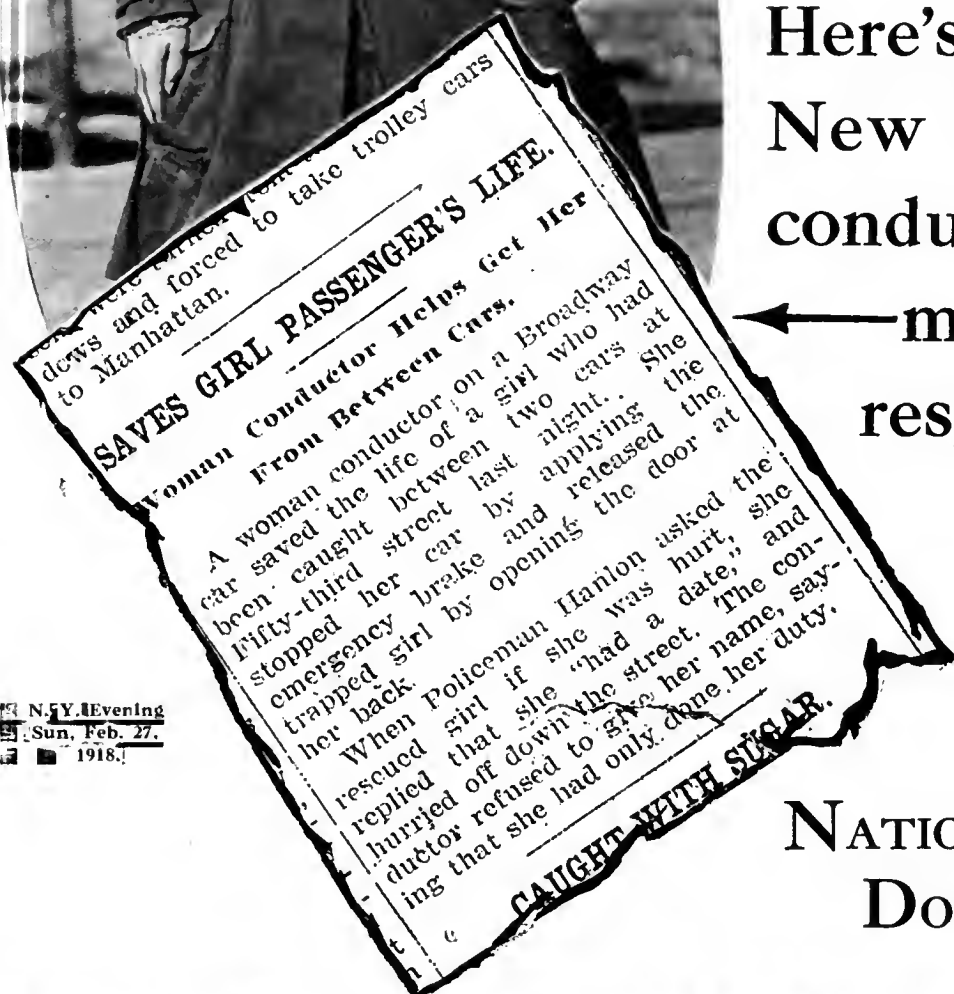 Here's
New
condu
m
res
dews and forced to take trolley cars
to Manhattan.
SAVES GIRL PASSENGER'S LIFE.
Woman Conductor Helps Get Her
From Between Cars.
A woman conductor on a Broadway
car saved the life of a girl who had
been caught between two cars at
Fifty-third street last night. She
stopped her car by applying the
emergency brake and released the
trapped girl by opening the door at
her back.
When Policeman Hanlon asked the
rescued girl if she was hurt, she
replied that she "had a date," and
hurried off down the street. The con-
ductor refused to give her name, say-
ing that she had only done her duty.
CAUGHT WITH SUGAR.
N.Y. Evening
Sun, Feb. 27,
1918.
NATIO
Do